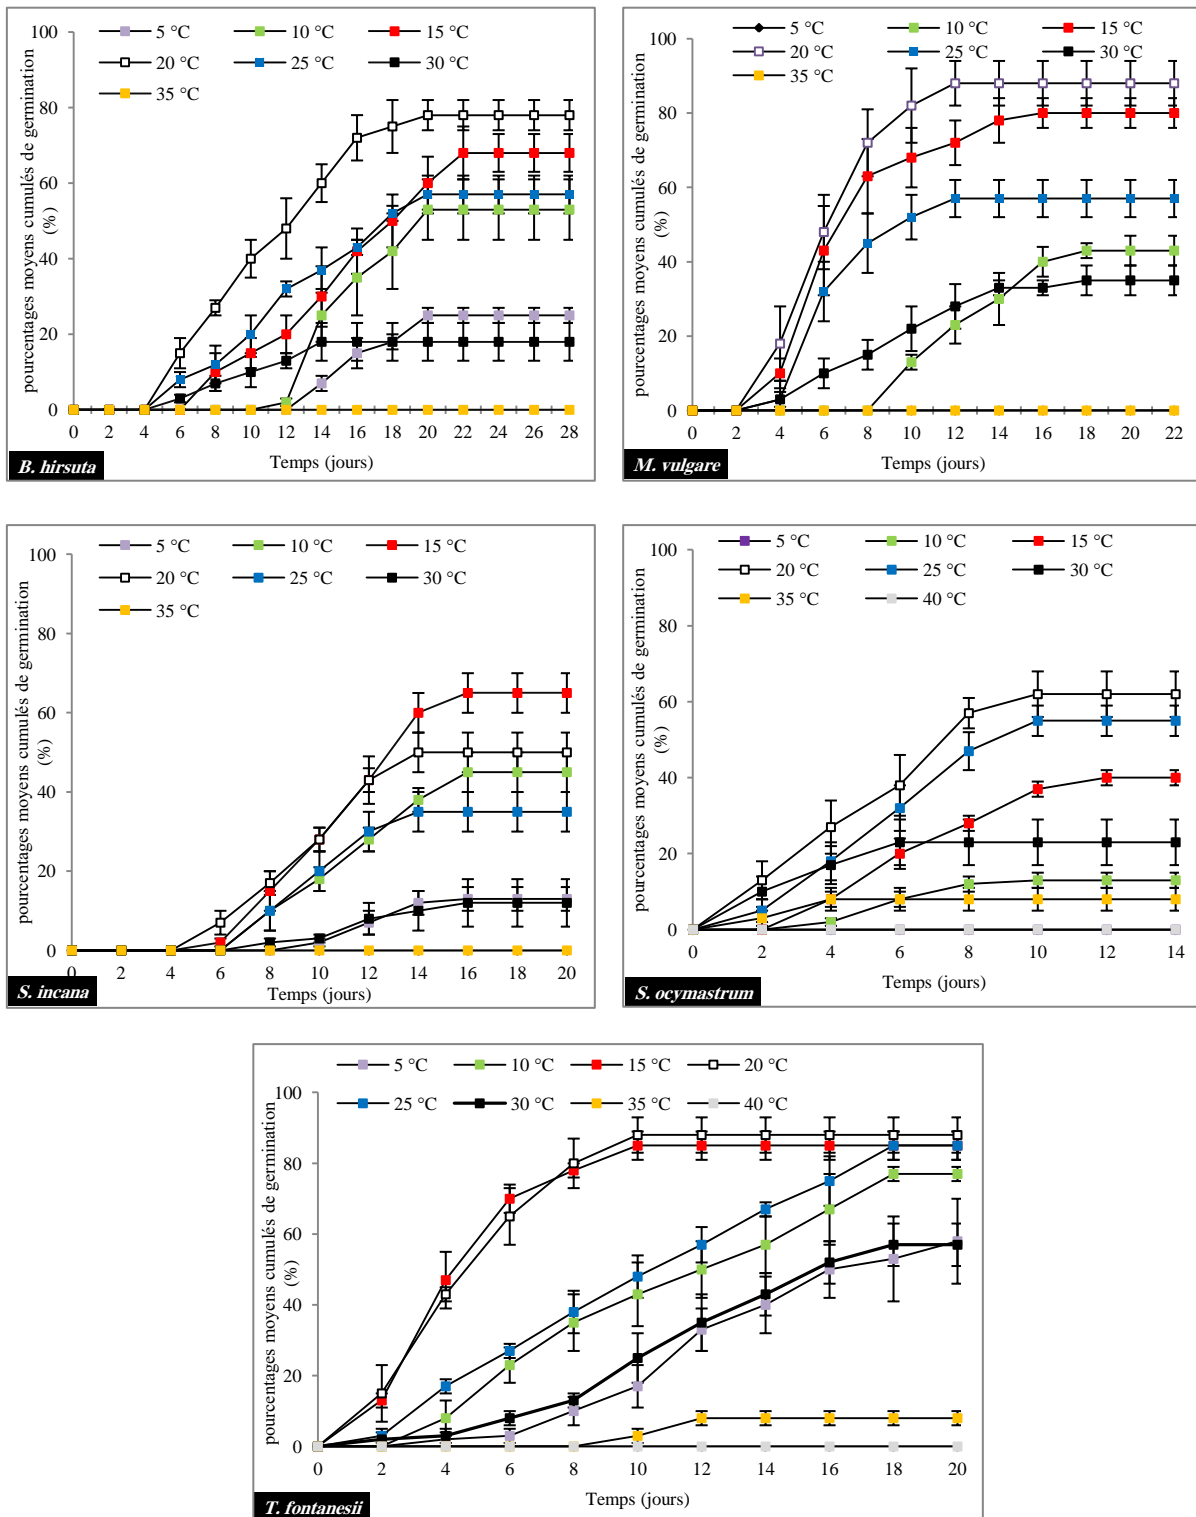 5 °C 10 °C 15 °C
20 °C 25 °C 30 °C
35 °C
pourcentages moyens cumulés de germination
(%)
100
80
60
40
20
0
0 2 4 6 8 10 12 14 16 18 20 22 24 26 28
Temps (jours)
B. hirsuta
5 °C 10 °C 15 °C
20 °C 25 °C 30 °C
35 °C
pourcentages moyens cumulés de germination
(%)
100
80
60
40
20
0
0 2 4 6 8 10 12 14 16 18 20 22
Temps (jours)
M. vulgare
5 °C 10 °C 15 °C
20 °C 25 °C 30 °C
35 °C
pourcentages moyens cumulés de germination
(%)
100
80
60
40
20
0
0 2 4 6 8 10 12 14 16 18 20
Temps (jours)
S. incana
5 °C 10 °C 15 °C
20 °C 25 °C 30 °C
35 °C 40 °C
pourcentages moyens cumulés de germination
(%)
100
80
60
40
20
0
0 2 4 6 8 10 12 14
Temps (jours)
S. ocymastrum
5 °C 10 °C 15 °C 20 °C
25 °C 30 °C 35 °C 40 °C
pourcentages moyens cumulés de germination
(%)
100
80
60
40
20
0
0 2 4 6 8 10 12 14 16 18 20
Temps (jours)
T. fontanesii